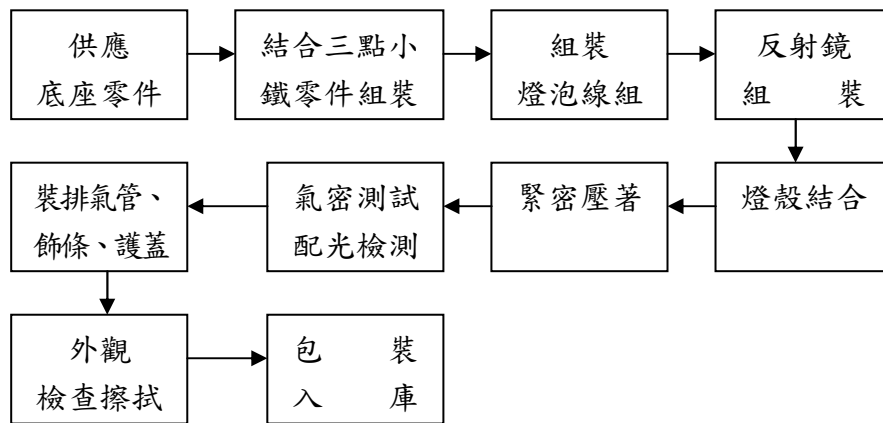 供應
底座零件
結合三點小
鐵零件組裝
組裝
燈泡線組
反射鏡
組　裝
燈殼結合
緊密壓著
氣密測試
配光檢測
裝排氣管、
飾條、護蓋
外觀
檢查擦拭
包　裝
入　庫